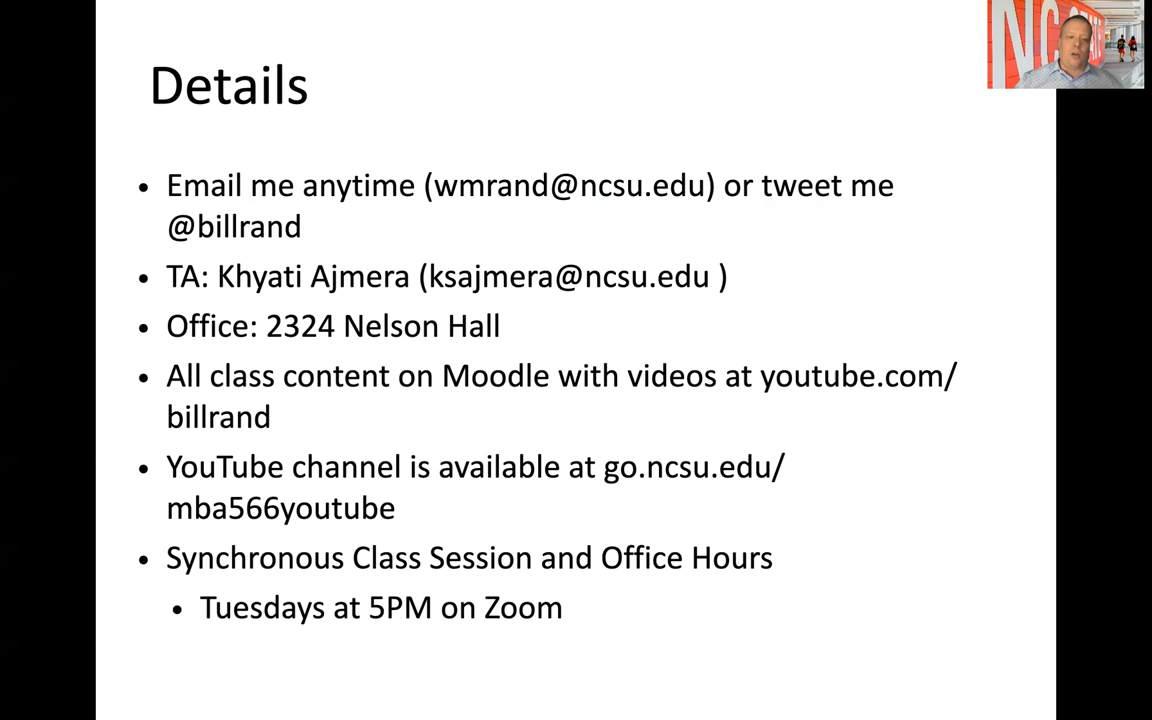 NC STATE
Details
• Email me anytime (wmrand@ncsu.edu) or tweet me
@billrand
• TA: Khyati Ajmera (ksajmera@ncsu.edu )
• Office: 2324 Nelson Hall
• All class content on Moodle with videos at youtube.com/
billrand
• YouTube channel is available at go.ncsu.edu/
mba566youtube
• Synchronous Class Session and Office Hours
• Tuesdays at 5PM on Zoom